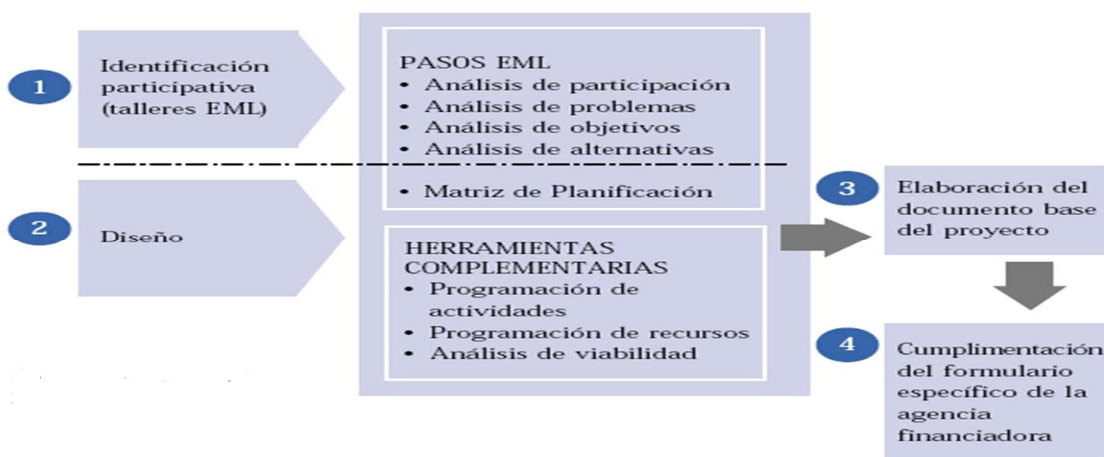 1
Identificación
participativa
(talleres EML)
2
Diseño
PASOS EML
• Análisis de participación
• Análisis de problemas
• Análisis de objetivos
• Análisis de alternativas
• Matriz de Planificación
HERRAMIENTAS
COMPLEMENTARIAS
• Programación de
actividades
• Programación de recursos
• Análisis de viabilidad
3
Elaboración del
documento base
del proyecto
4
Cumplimentación
del formulario
específico de la
agencia
financiadora